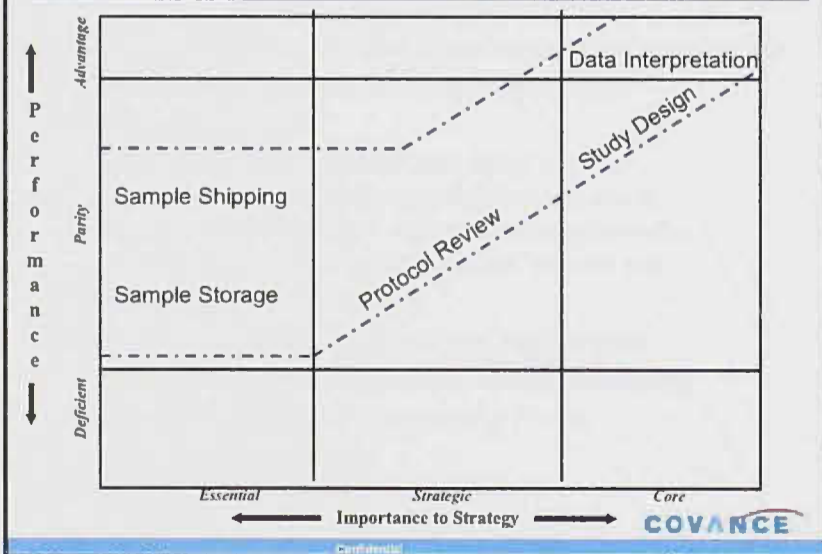 Performance
Advantage
Parity
Deficient
Data Interpretation
Study Design
Sample Shipping
Protocol Review
Sample Storage
Essential
Strategic
Core
Importance to Strategy
COVANCE
Confidential